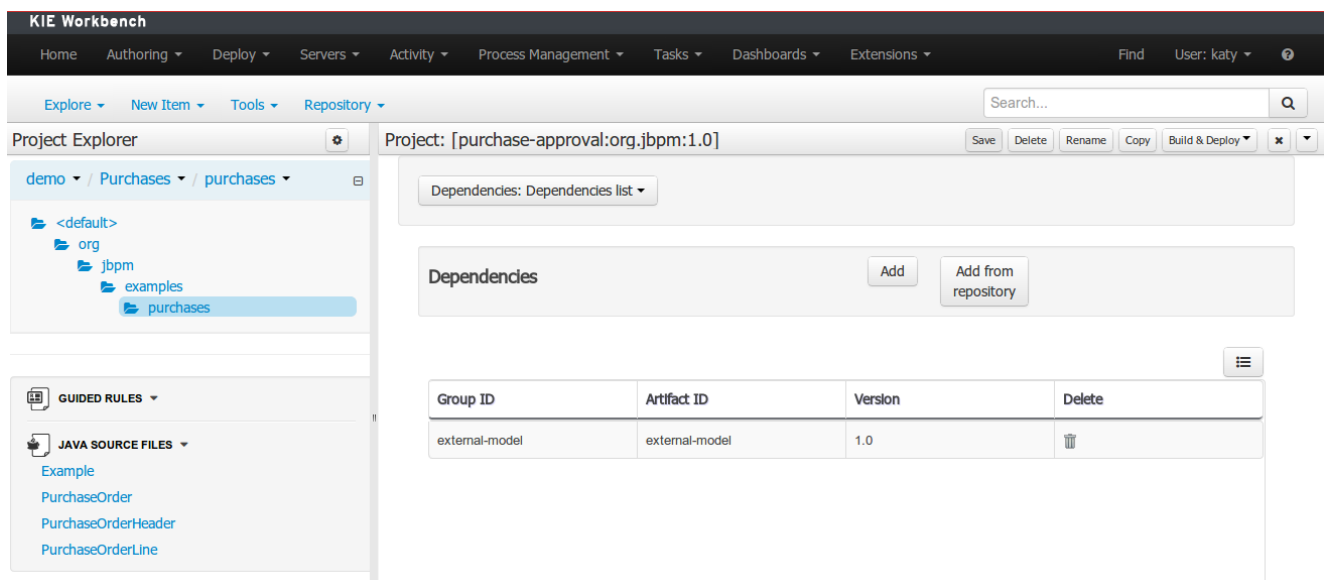 KIE Workbench
Home Authoring Deploy Servers Activity Process Management Tasks Dashboards Extensions Find User: katy
Explore New Item Tools Repository Search...
Project Explorer
Project: [purchase-approval:org.jbpm:1.0] Save Delete Rename Copy Build & Deploy
demo / Purchases / purchases
<default>
org
jbpm
examples
purchases
GUIDED RULES
JAVA SOURCE FILES
Example
PurchaseOrder
PurchaseOrderHeader
PurchaseOrderLine
Dependencies: Dependencies list
Dependencies Add Add from
repository
Group ID Artifact ID Version Delete
external-model external-model 1.0